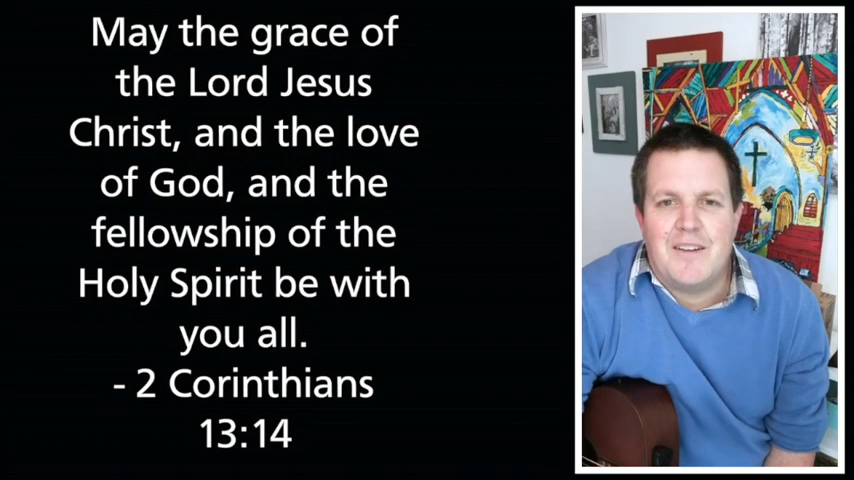 May the grace of
the Lord Jesus
Christ, and the love
of God, and the
fellowship of the
Holy Spirit be with
you all.
- 2 Corinthians
13:14